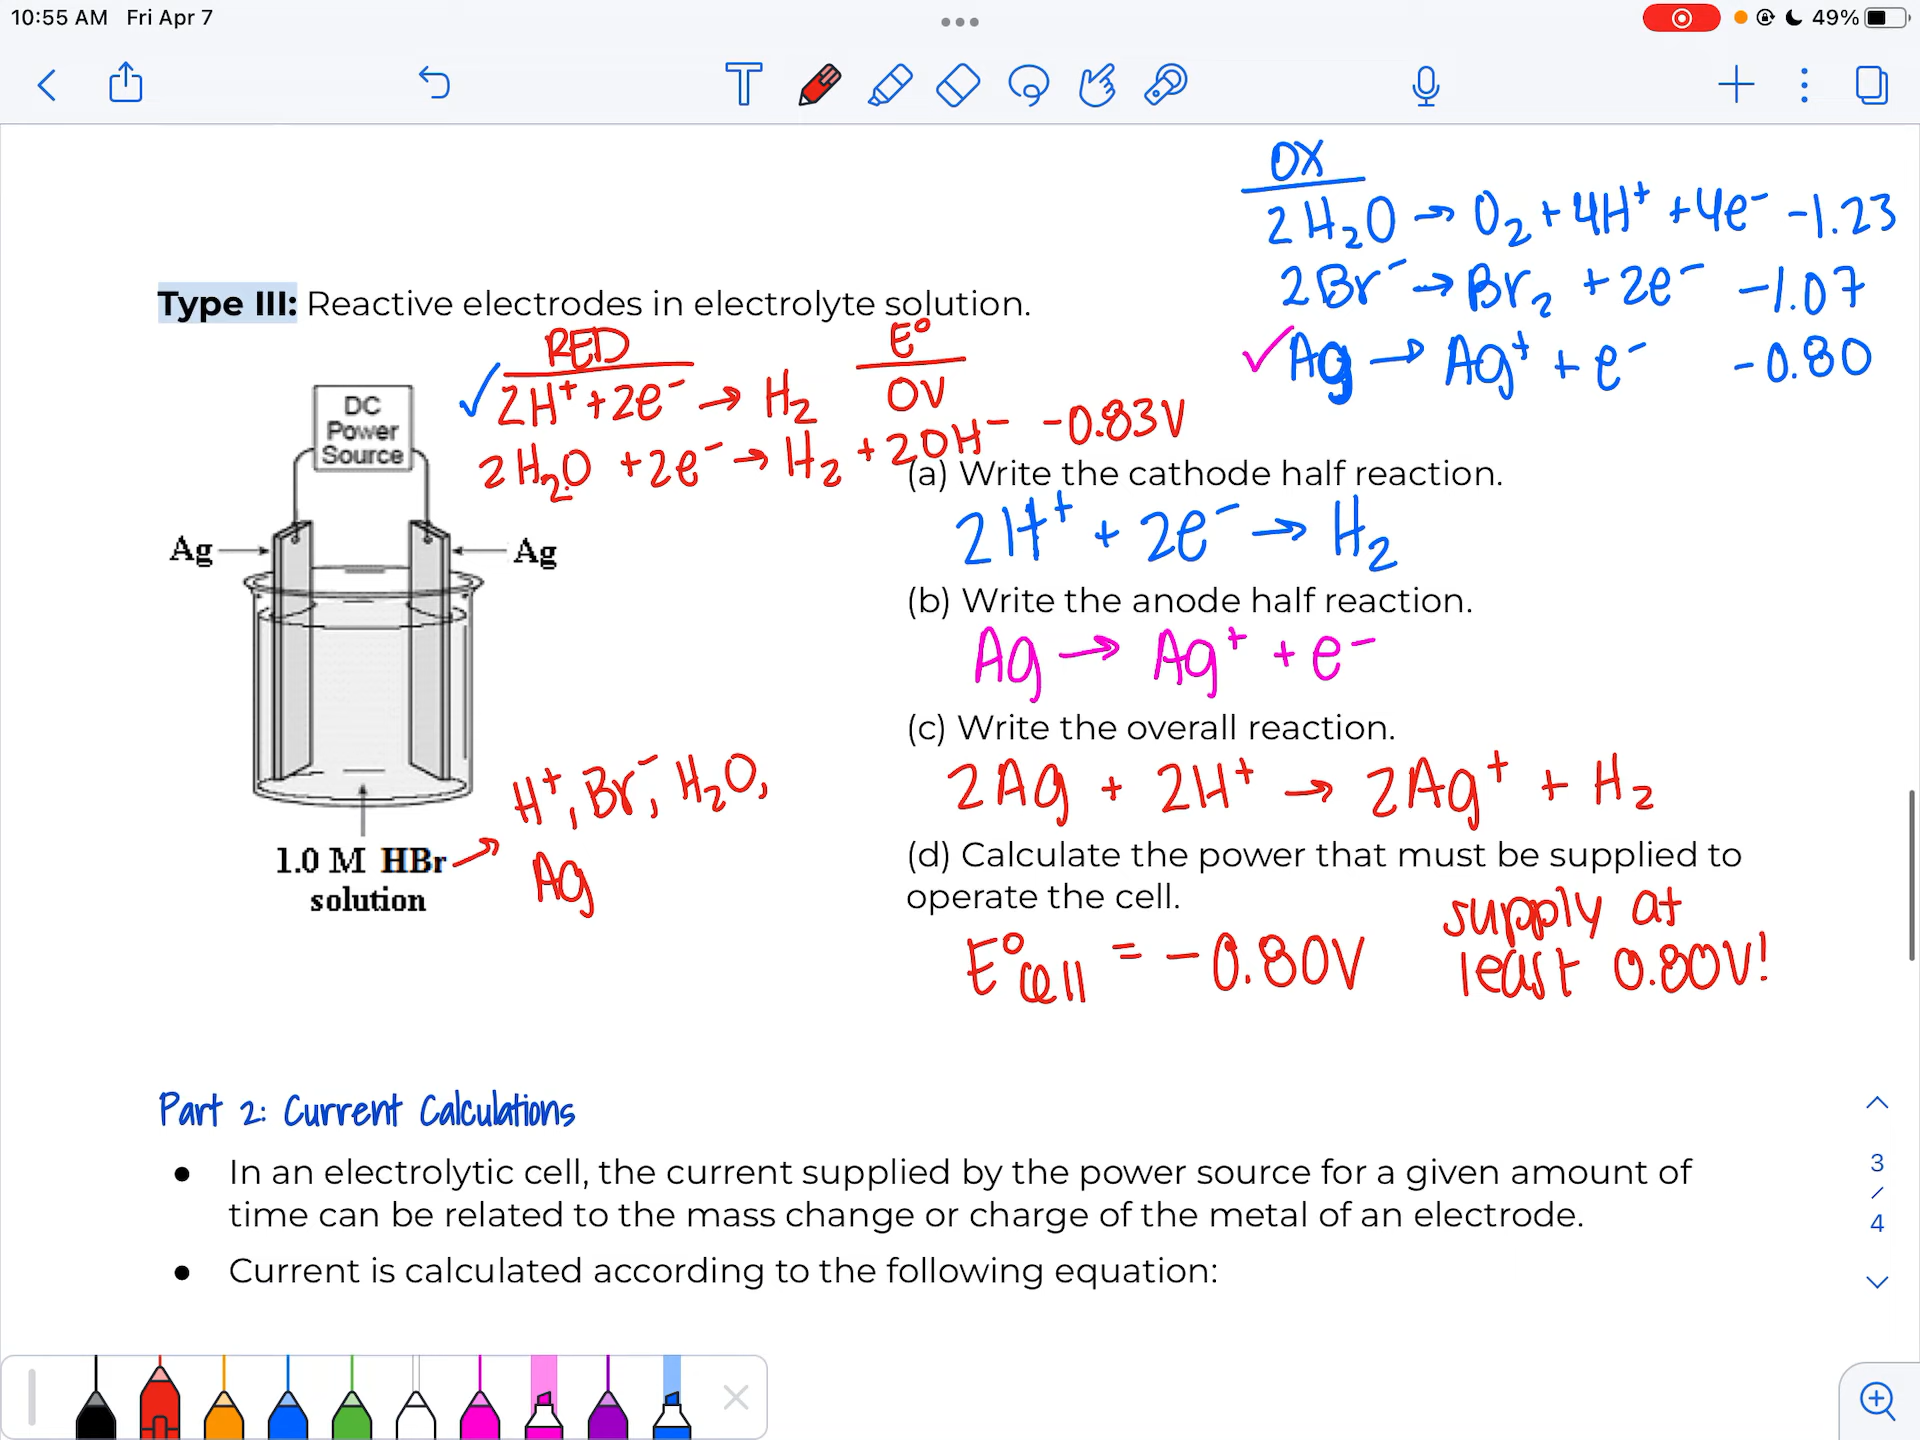 10:55 AM Fri Apr 7
49%
OX
2H₂O → O₂ + 4H⁺ + 4e⁻ -1.23
2Br⁻ → Br₂ + 2e⁻ -1.07
✓Ag → Ag⁺ + e⁻ -0.80
Type III: Reactive electrodes in electrolyte solution.
RED E°
✓2H⁺ + 2e⁻ → H₂ 0V
2H₂O + 2e⁻ → H₂ + 2OH⁻ -0.83V
DC
Power
Source
Ag
Ag
H⁺, Br⁻, H₂O,
Ag
1.0 M HBr
solution
(a) Write the cathode half reaction.
2H⁺ + 2e⁻ → H₂
(b) Write the anode half reaction.
Ag → Ag⁺ + e⁻
(c) Write the overall reaction.
2Ag + 2H⁺ → 2Ag⁺ + H₂
(d) Calculate the power that must be supplied to
operate the cell.
E°cell = -0.80V
supply at
least 0.80V!
Part 2: Current Calculations
● In an electrolytic cell, the current supplied by the power source for a given amount of
time can be related to the mass change or charge of the metal of an electrode.
● Current is calculated according to the following equation:
3
/
4